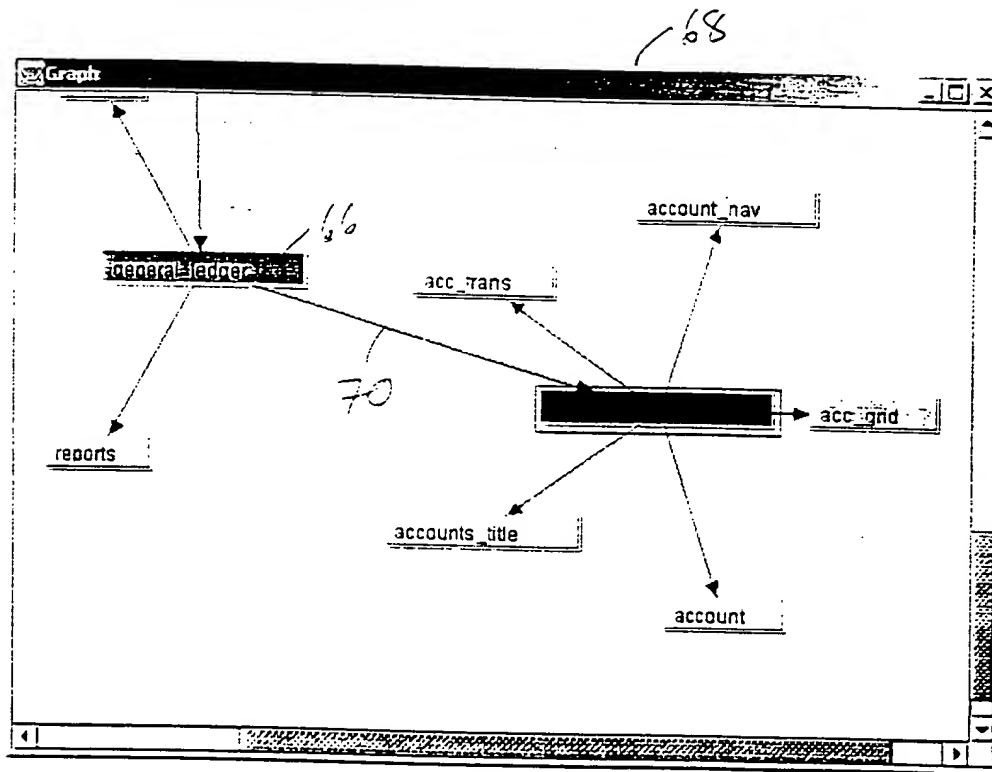 68
Graph
66
account_nav
general_ledger
acc_trans
70
acc_grid
reports
accounts_title
account